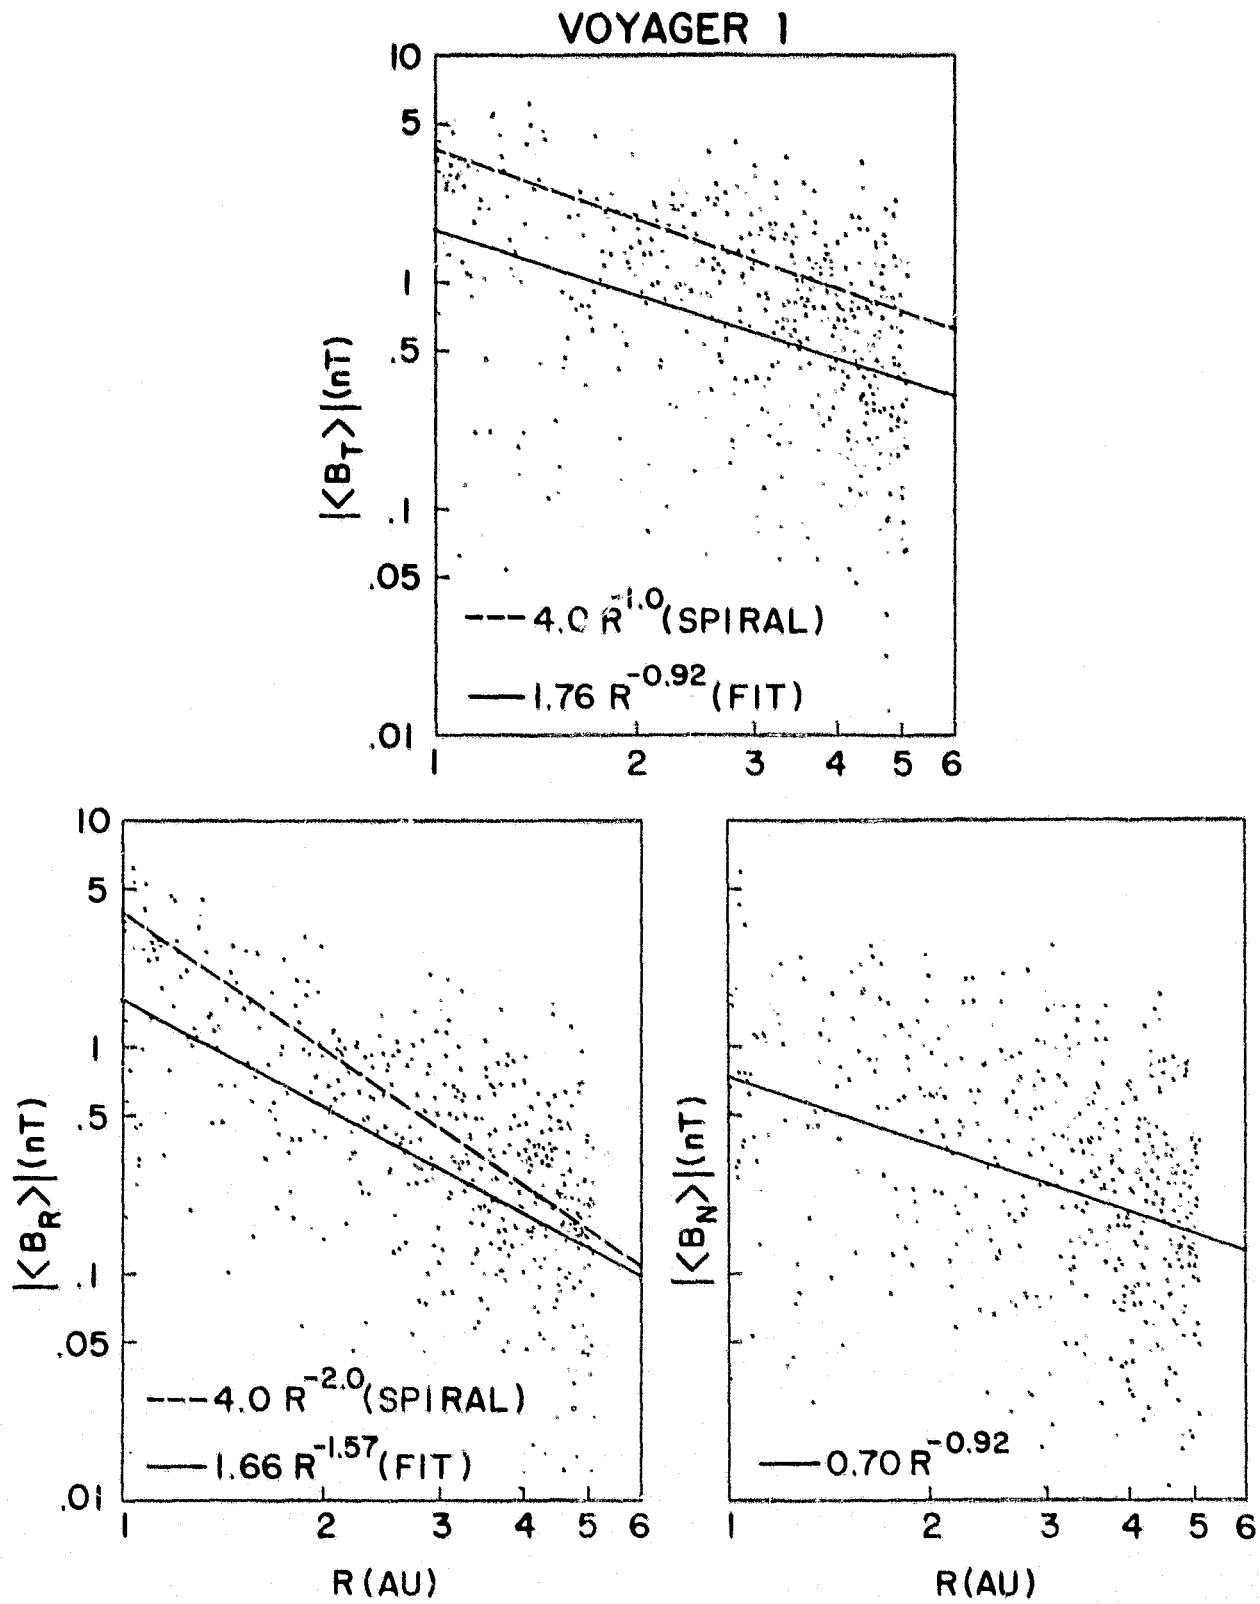 VOYAGER 1
10
5
1
.5
.1
.05
.01
|<B_T>|(nT)
--- 4.0 R^-1.0 (SPIRAL)
— 1.76 R^-0.92 (FIT)
1 2 3 4 5 6
10
5
1
.5
.1
.05
.01
|<B_R>|(nT)
--- 4.0 R^-2.0 (SPIRAL)
— 1.66 R^-1.57 (FIT)
1 2 3 4 5 6
R(AU)
|<B_N>|(nT)
— 0.70 R^-0.92
1 2 3 4 5 6
R(AU)